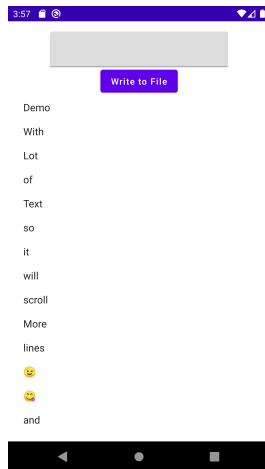 3:57
Write to File
Demo
With
Lot
of
Text
so
it
will
scroll
More
lines
😉
😋
and